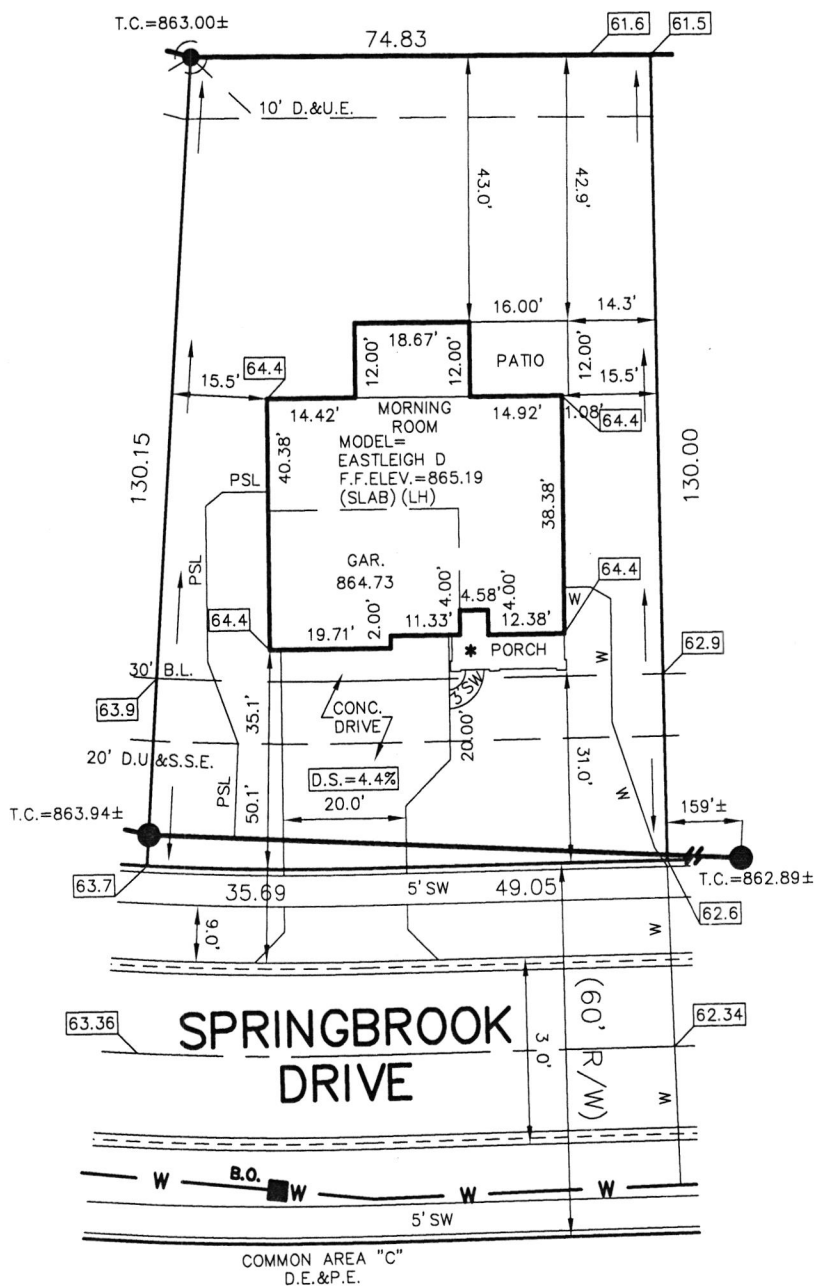 T.C.=863.00±
74.83
61.6
61.5
10' D.&U.E.
43.0'
42.9'
16.00'
14.3'
18.67'
12.00'
12.00'
PATIO
12.00'
15.5'
64.4
15.5'
14.42'
MORNING
ROOM
14.92'
1.08'
64.4
MODEL=
EASTLEIGH D
F.F.ELEV.=865.19
(SLAB) (LH)
40.38'
38.38'
130.15
130.00
PSL
PSL
GAR.
864.73
4.00'
4.58'
4.00'
64.4
W
64.4
19.71'
2.00'
11.33'
12.38'
* PORCH
W
62.9
30' B.L.
63.9
CONC.
DRIVE
3'SW
35.1'
20.00'
31.0'
20' D.U.&S.S.E.
D.S.=4.4%
PSL
50.1'
20.0'
W
159'±
T.C.=863.94±
T.C.=862.89±
63.7
35.69
5' SW
49.05
62.6
9.0'
W
63.36
SPRINGBROOK
DRIVE
3.0'
(60' R/W)
62.34
W
W
B.O.
W
W
W
5' SW
COMMON AREA "C"
D.E.&P.E.